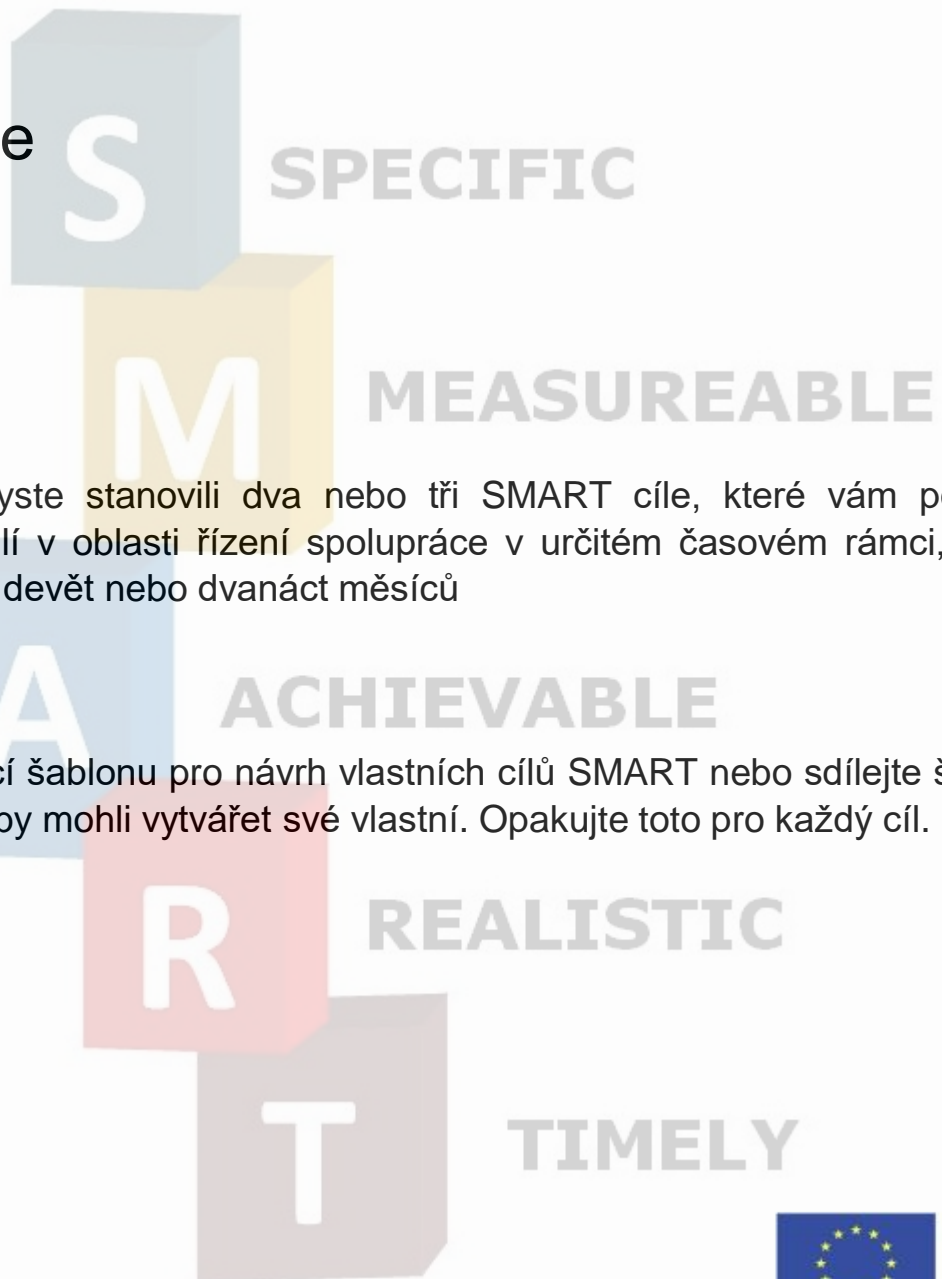 e
S
SPECIFIC
M
MEASUREABLE
yste stanovili dva nebo tři SMART cíle, které vám p
lí v oblasti řízení spolupráce v určitém časovém rámci,
devět nebo dvanáct měsíců
A
ACHIEVABLE
cí šablonu pro návrh vlastních cílů SMART nebo sdílejte š
by mohli vytvářet své vlastní. Opakujte toto pro každý cíl.
R
REALISTIC
T
TIMELY